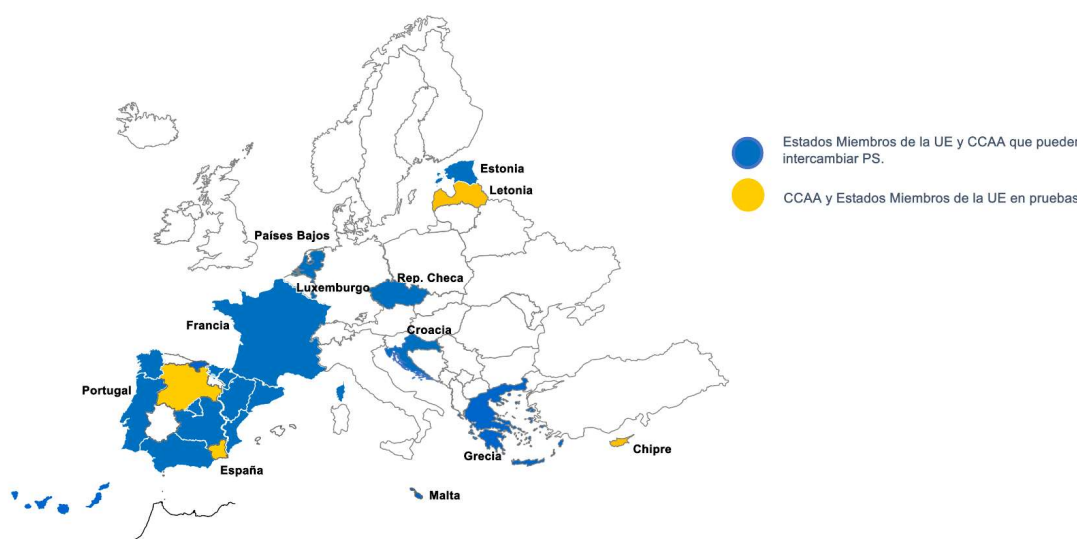 Estados Miembros de la UE y CCAA que pueden
intercambiar PS.
CCAA y Estados Miembros de la UE en pruebas
Estonia
Letonia
Países Bajos
Rep. Checa
Luxemburgo
Francia
Croacia
Portugal
España
Grecia
Chipre
Malta